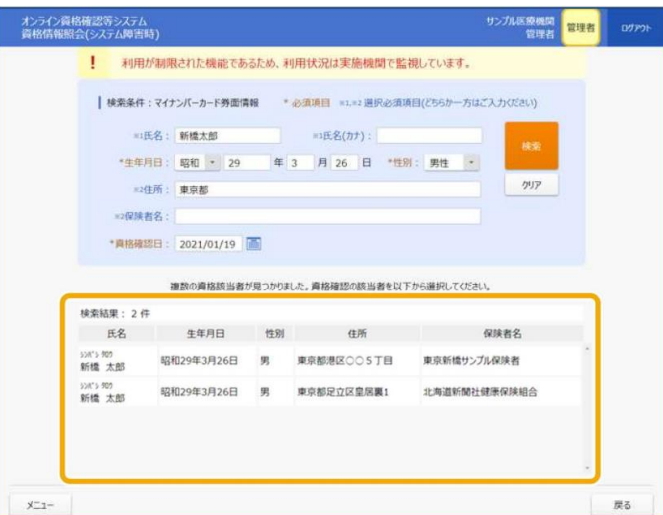 オンライン資格確認等システム
資格情報照会(システム障害時)
サンプル医療機関
管理者
管理者
ログアウト
! 利用が制限された機能であるため、利用状況は実施機関で監視しています。
検索条件:マイナンバーカード券面情報 * 必須項目 ※1,※2 選択必須項目(どちらか一方はご入力ください)
※1氏名: 新橋太郎 ※1氏名(カナ):
検索
*生年月日: 昭和 29 年 3 月 26 日 *性別: 男性
クリア
※2住所: 東京都
※2保険者名:
*資格確認日: 2021/01/19
複数の資格該当者が見つかりました。資格確認の該当者を以下から選択してください。
検索結果: 2 件
氏名 生年月日 性別 住所 保険者名
ｼﾝﾊﾞｼ ﾀﾛｳ
新橋 太郎 昭和29年3月26日 男 東京都港区〇〇5丁目 東京新橋サンプル保険者
ｼﾝﾊﾞｼ ﾀﾛｳ
新橋 太郎 昭和29年3月26日 男 東京都足立区皇居裏1 北海道新聞社健康保険組合
メニュー
戻る